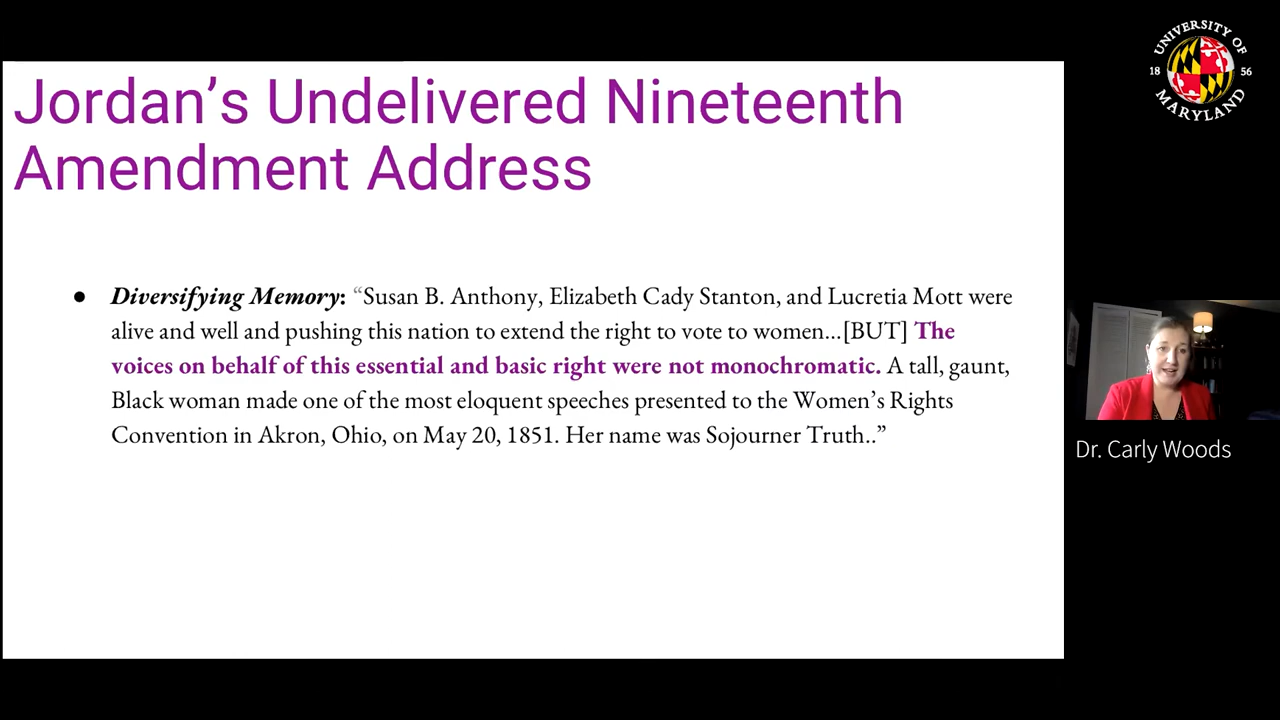 Jordan’s Undelivered Nineteenth
Amendment Address
● Diversifying Memory: “Susan B. Anthony, Elizabeth Cady Stanton, and Lucretia Mott were
alive and well and pushing this nation to extend the right to vote to women...[BUT] The
voices on behalf of this essential and basic right were not monochromatic. A tall, gaunt,
Black woman made one of the most eloquent speeches presented to the Women’s Rights
Convention in Akron, Ohio, on May 20, 1851. Her name was Sojourner Truth..”
UNIVERSITY OF
18 56
MARYLAND
Dr. Carly Woods